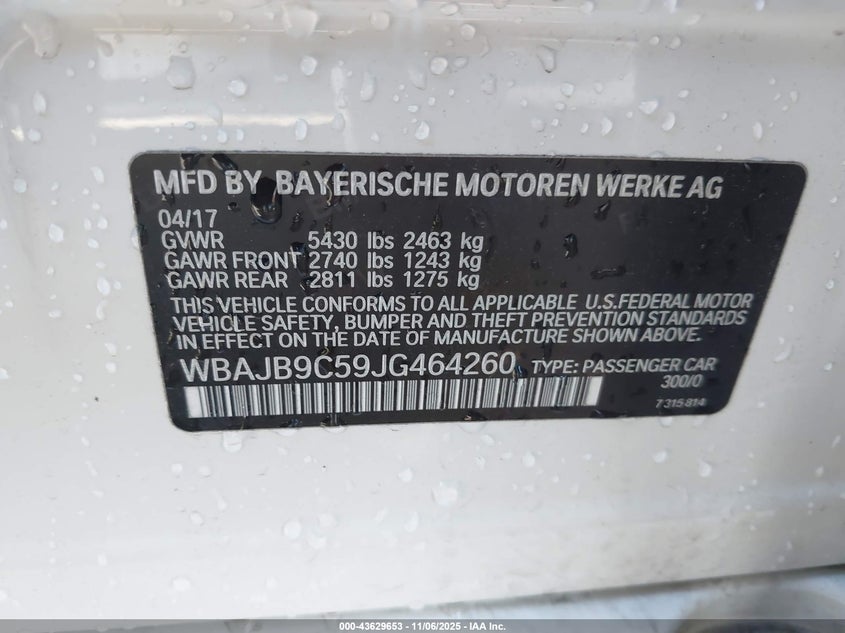 MFD BY BAYERISCHE MOTOREN WERKE AG
04/17
GVWR 5430 lbs 2463 kg
GAWR FRONT 2740 lbs 1243 kg
GAWR REAR 2811 lbs 1275 kg
THIS VEHICLE CONFORMS TO ALL APPLICABLE U.S.FEDERAL MOTOR
VEHICLE SAFETY, BUMPER AND THEFT PREVENTION STANDARDS
IN EFFECT ON THE DATE OF MANUFACTURE SHOWN ABOVE.
WBAJB9C59JG464260 TYPE: PASSENGER CAR
300/0
7 315 814
000-43629653 | 11/06/2025 - IAA Inc.